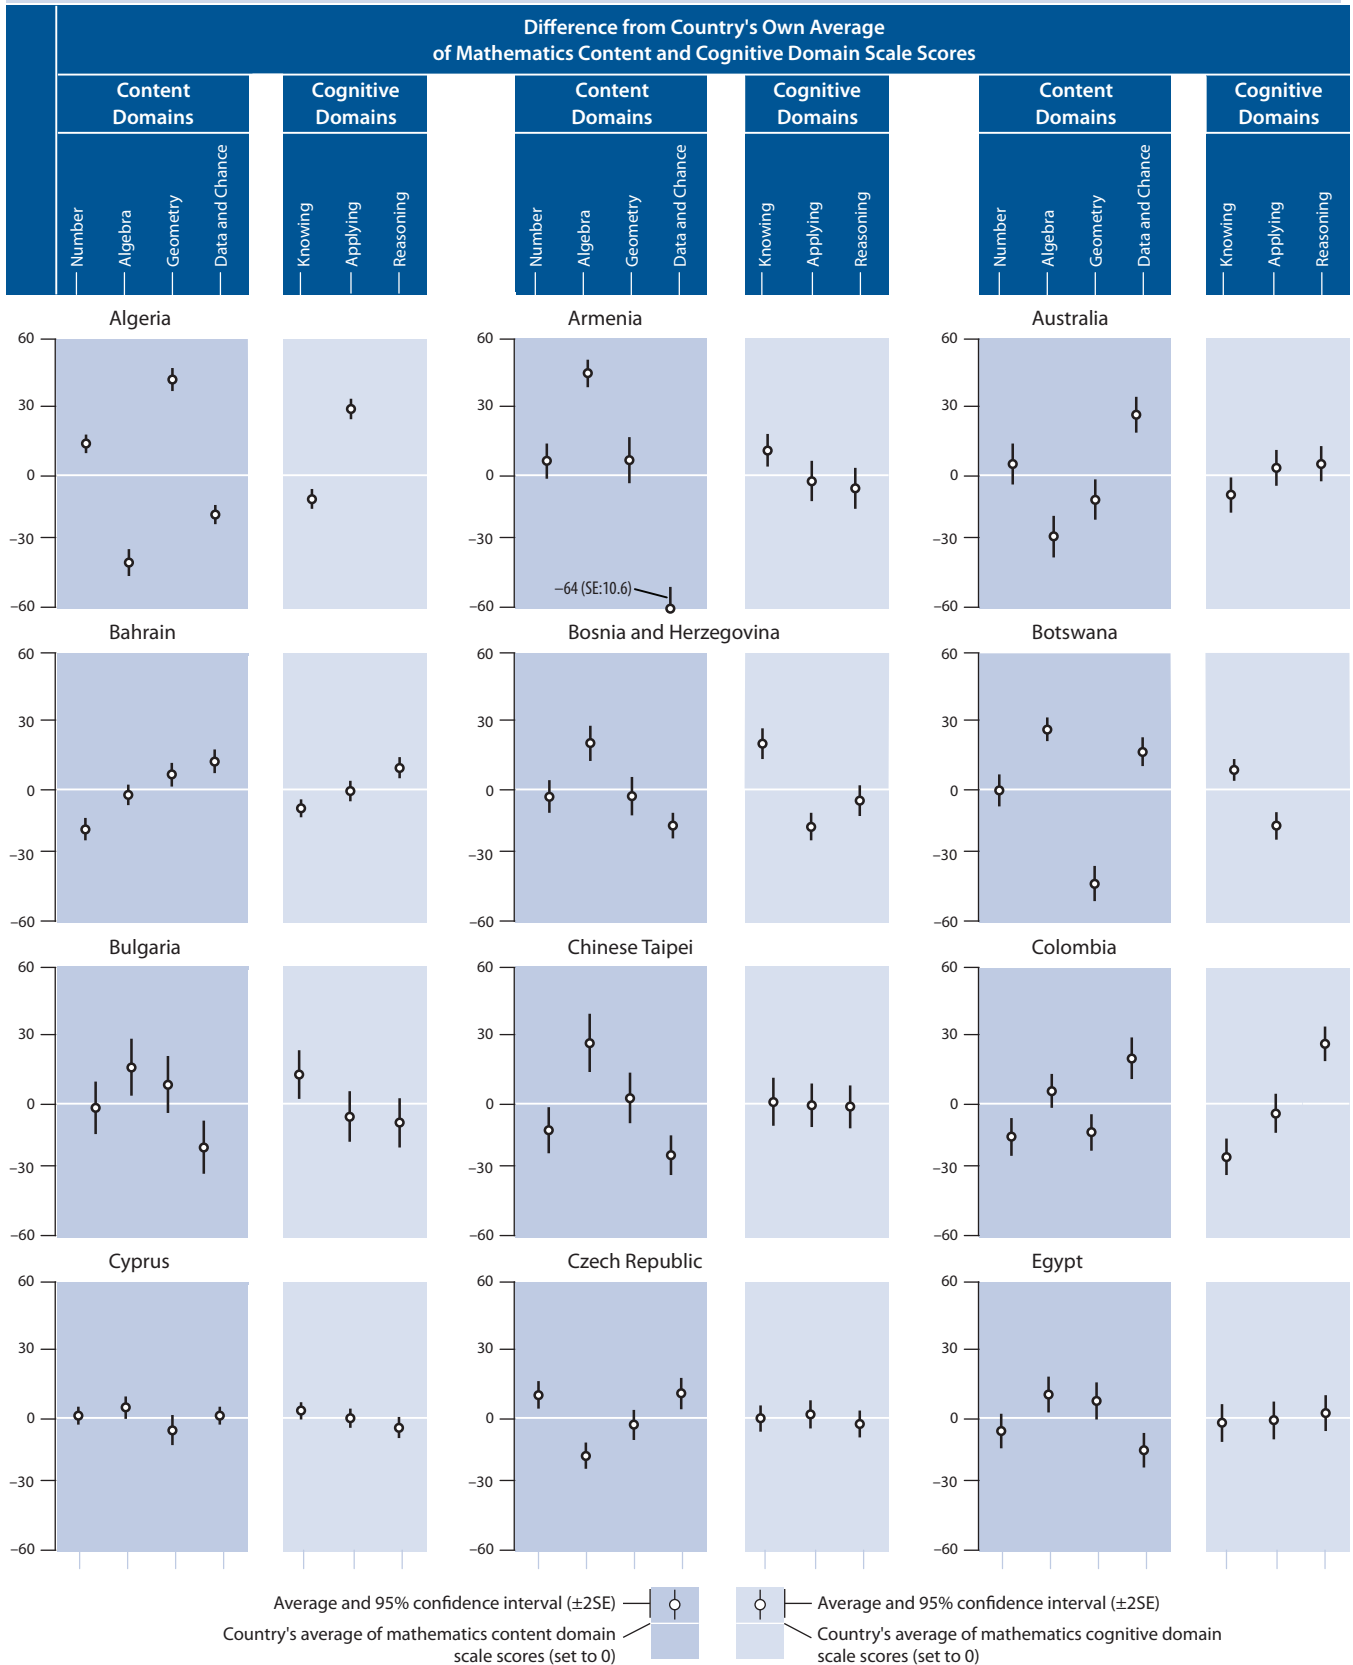 Difference from Country's Own Average
of Mathematics Content and Cognitive Domain Scale Scores
Content
Domains
Cognitive
Domains
Content
Domains
Cognitive
Domains
Content
Domains
Cognitive
Domains
Number
Algebra
Geometry
Data and Chance
Knowing
Applying
Reasoning
Number
Algebra
Geometry
Data and Chance
Knowing
Applying
Reasoning
Number
Algebra
Geometry
Data and Chance
Knowing
Applying
Reasoning
Algeria
60
30
0
–30
–60
Armenia
60
30
0
–30
–60
–64 (SE:10.6)
Australia
60
30
0
–30
–60
Bahrain
60
30
0
–30
–60
Bosnia and Herzegovina
60
30
0
–30
–60
Botswana
60
30
0
–30
–60
Bulgaria
60
30
0
–30
–60
Chinese Taipei
60
30
0
–30
–60
Colombia
60
30
0
–30
–60
Cyprus
60
30
0
–30
–60
Czech Republic
60
30
0
–30
–60
Egypt
60
30
0
–30
–60
Average and 95% confidence interval (±2SE)
Country's average of mathematics content domain
scale scores (set to 0)
Average and 95% confidence interval (±2SE)
Country's average of mathematics cognitive domain
scale scores (set to 0)